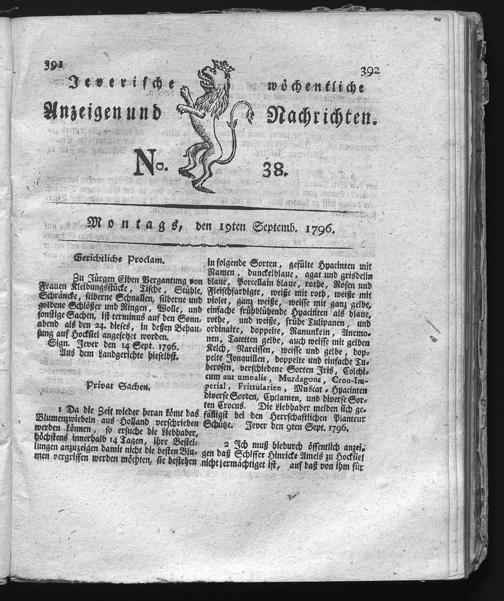 391
392
Jeverische wöchentliche
Anzeigen und Nachrichten.
No. 38.
Montags, den 19ten Septemb. 1796.
Gerichtliche Proclam.
Zu Jürgen Eiben Vergantung von
Frauen Kleidungsstücke, Tische, Stühle,
Schräncke, silberne Schnallen, silberne und
goldene Schlößer und Ringen, Wolle, und
sonstige Sachen, ist terminus auf den Sonn-
abend als den 24. dieses, in deßen Behau-
sung auf Hocksiel angesetzet worden.
Sign. Jever den 14 Sept. 1796.
Aus dem Landgerichte hieselbst.
Privat Sachen.
1 Da die Zeit wieder heran kömt das
Blumenzwiebeln aus Holland verschrieben
werden können, so ersuche die Liebhaber,
höchstens innerhalb 14 Tagen, ihre Bestel-
lungen anzuzeigen damit nicht die besten Blu-
men vergriffen werden möchten, sie bestehen
in folgende Sorten, gefülte Hyacinten mit
Namen, dunckelblaue, agat und grisdelin
blaue, Porcellain blaue, rothe, Rosen und
Fleischfarbigte, weiße mit roth, weiße mit
violet, ganz weiße, weisse mit ganz gelbe,
einfache frühblühende Hyacinten als blaue,
rothe, und weiße, frühe Tulipanen, und
ordinaire, doppelte, Ranunkeln, Anemo-
nen, Tazetten gelbe, auch weisse mit gelben
Kelch, Narcissen, weisse und gelbe, dop-
pelte Jonquillen, doppelte und einfache Tu-
berosen, verschiedene Sorten Iris, Colchi-
cum autumnalis, Murdagons, Cron-Im-
perial, Fritularien, Muscat-Hyacinten
diverse Sorten, Cyclamen, und diverse Sor-
ten Crocus. Die Liebhaber melden sich ge-
fälligst bei den Herrschaftlichen Planteur
Schütze. Jever den 9ten Sept. 1796.
2 Ich muß hiedurch öffentlich anzei-
gen daß Schiffer Hinrich Amels zu Hocksiel
nicht ermächtiget ist, auf daß von ihm für